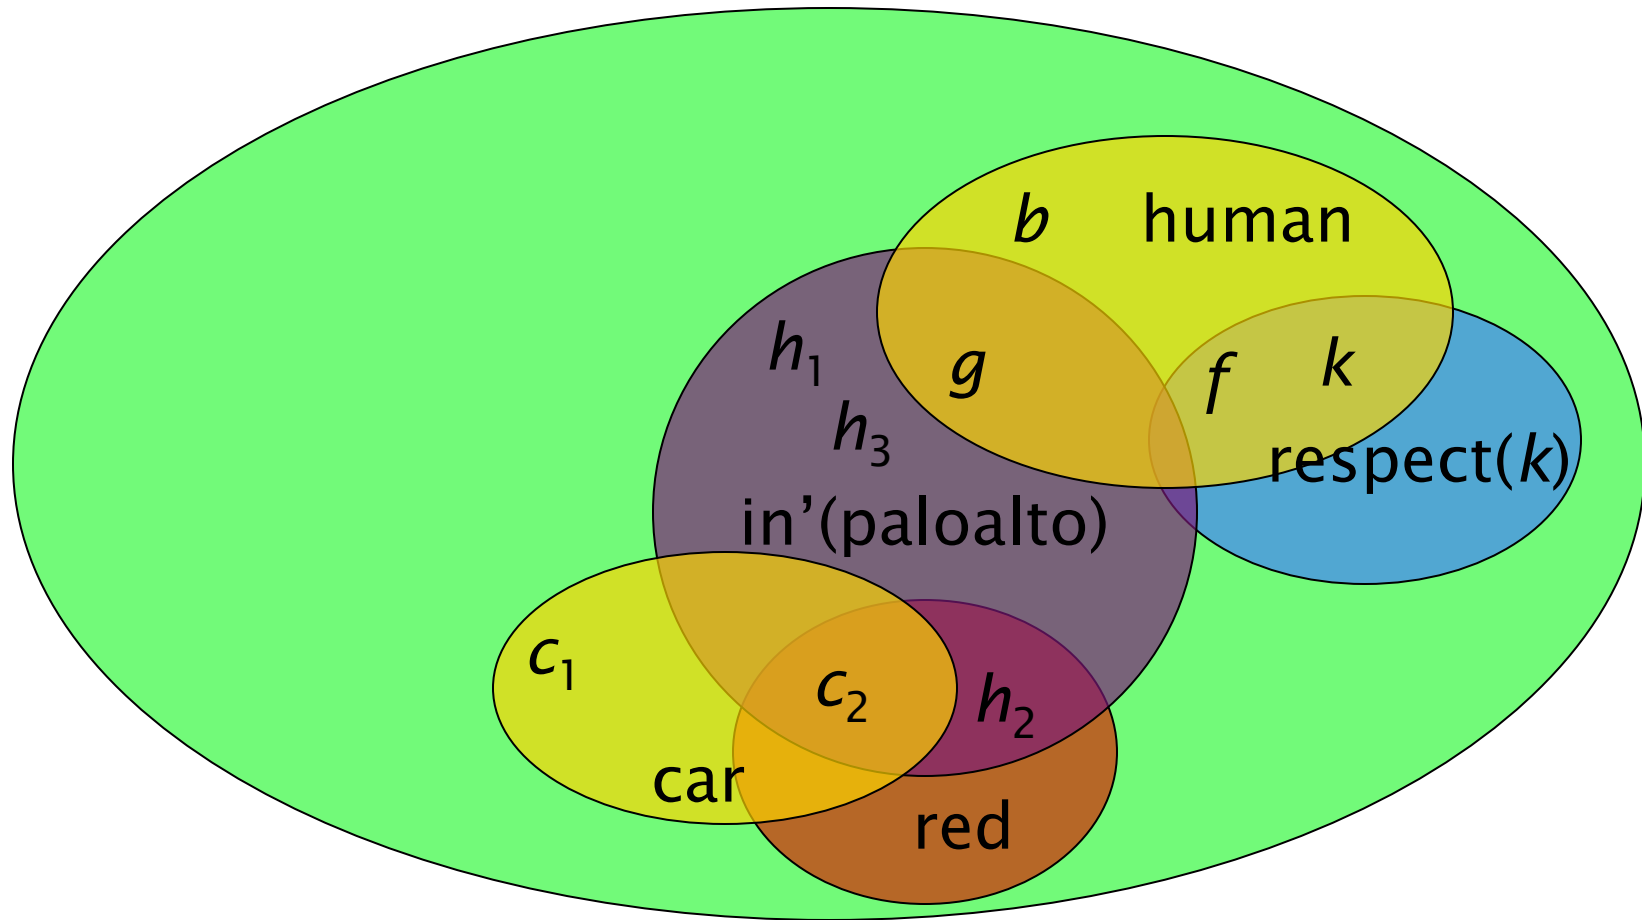 b human
h₁
g
f k
h₃
respect(k)
in’(paloalto)
c₁
c₂
h₂
car
red